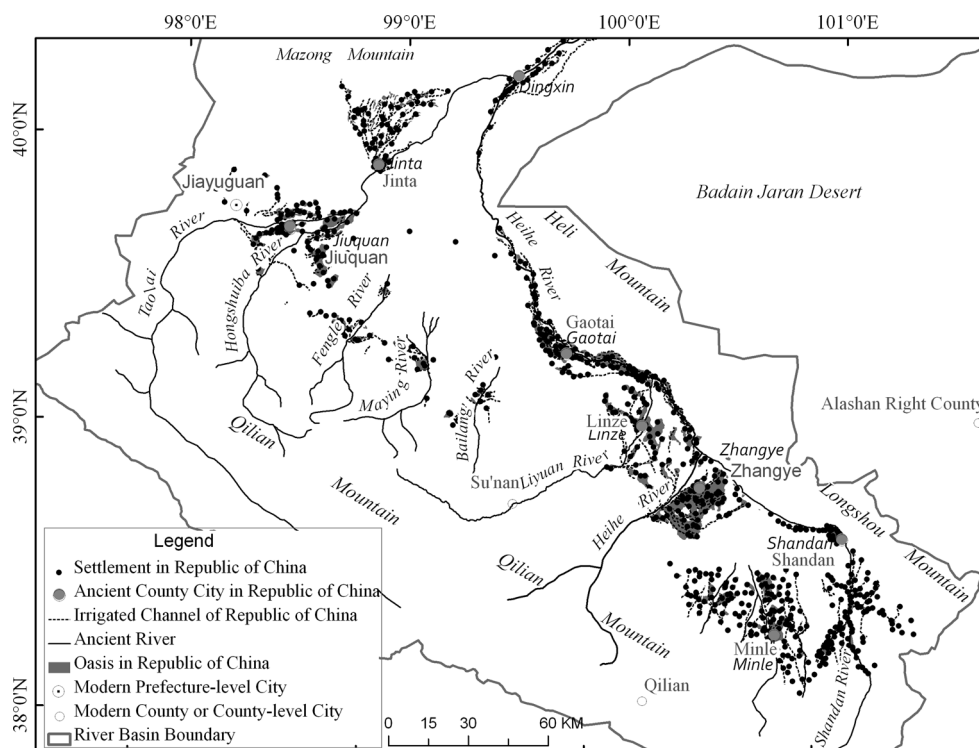 98°0'E
99°0'E
100°0'E
101°0'E
Mazong Mountain
Dingxin
40°0'N
Jinta
Jinta
Jiayuguan
Badain Jaran Desert
River
Heihe
Heli
Jiuquan
Jiuquan
River
Taolai
Hongshuiba
River
Mountain
Fengle
River
Gaotai
Gaotai
Maying River
River
39°0'N
Bailang
Linze
Linze
Alashan Right County
Qilian
Zhangye
Zhangye
Su'nan
Liyuan River
Mountain
Heihe River
Longshou
Shandan
Shandan
Mountain
Qilian
Mountain
Minle
Minle
Qilian
Shandan River
38°0'N
Legend
Settlement in Republic of China
Ancient County City in Republic of China
Irrigated Channel of Republic of China
Ancient River
Oasis in Republic of China
Modern Prefecture-level City
Modern County or County-level City
River Basin Boundary
0 15 30 60 KM